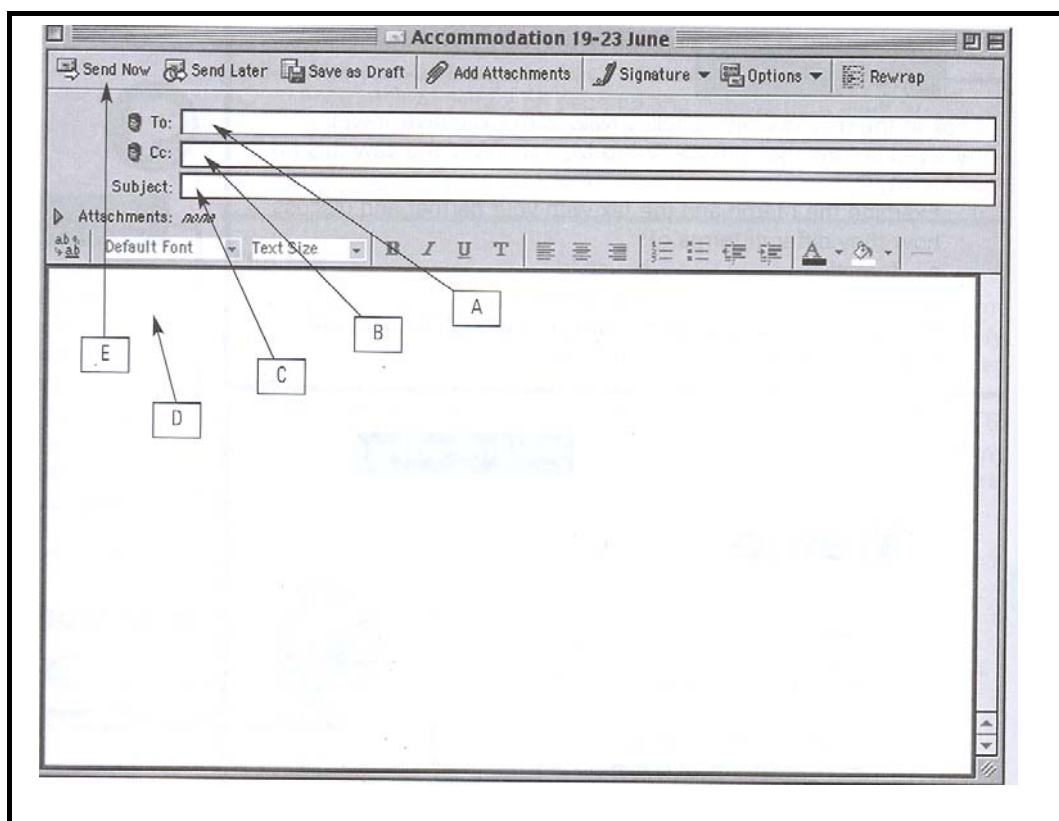 Accommodation 19-23 June
Send Now Send Later Save as Draft Add Attachments Signature Options Rewrap
To:
Cc:
Subject:
Attachments: none
Default Font Text Size B I U T A
A
B
E
C
D